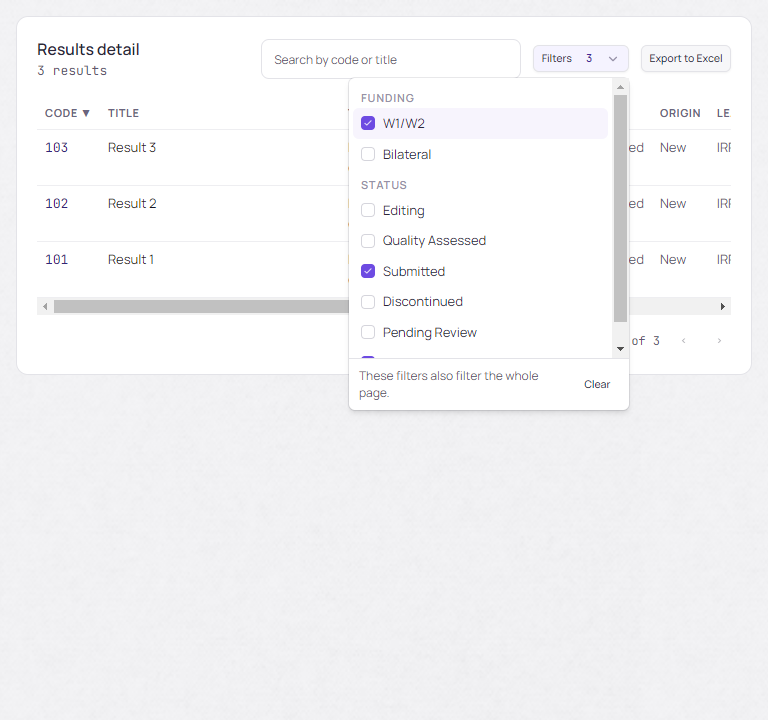 Results detail
3 results
Search by code or title
Filters 3
Export to Excel
CODE ▼ TITLE ORIGIN
103 Result 3 New
102 Result 2 New
101 Result 1 New
FUNDING
W1/W2
Bilateral
STATUS
Editing
Quality Assessed
Submitted
Discontinued
Pending Review
These filters also filter the whole
page.
Clear
of 3